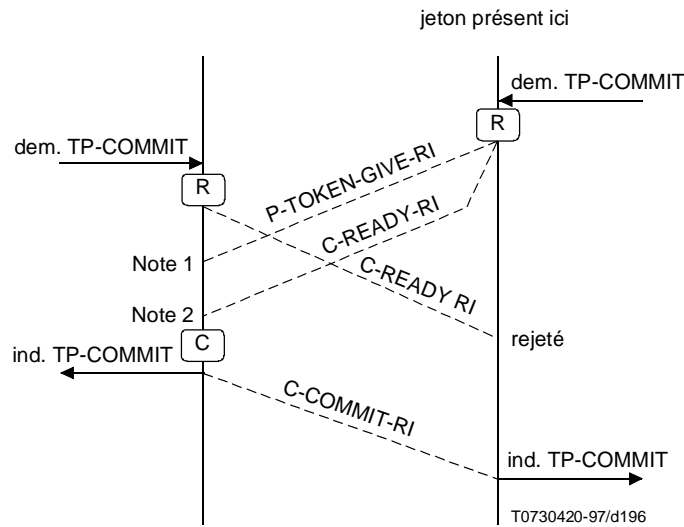 jeton présent ici
dem. TP-COMMIT
R
dem. TP-COMMIT
R
P-TOKEN-GIVE-RI
C-READY-RI
Note 1
C-READY RI
Note 2
rejeté
C
ind. TP-COMMIT
C-COMMIT-RI
ind. TP-COMMIT
T0730420-97/d196